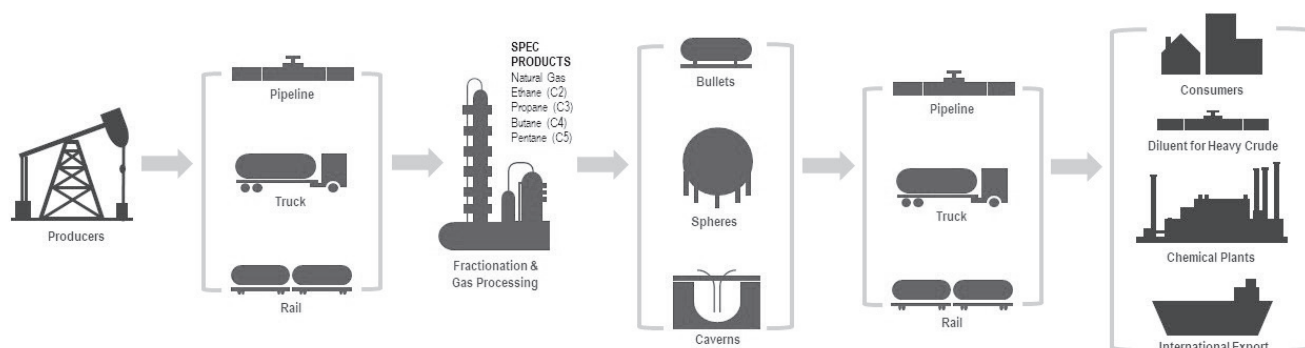 Producers
Pipeline
Truck
Rail
SPEC
PRODUCTS
Natural Gas
Ethane (C2)
Propane (C3)
Butane (C4)
Pentane (C5)
Fractionation &
Gas Processing
Bullets
Spheres
Caverns
Pipeline
Truck
Rail
Consumers
Diluent for Heavy Crude
Chemical Plants
International Export